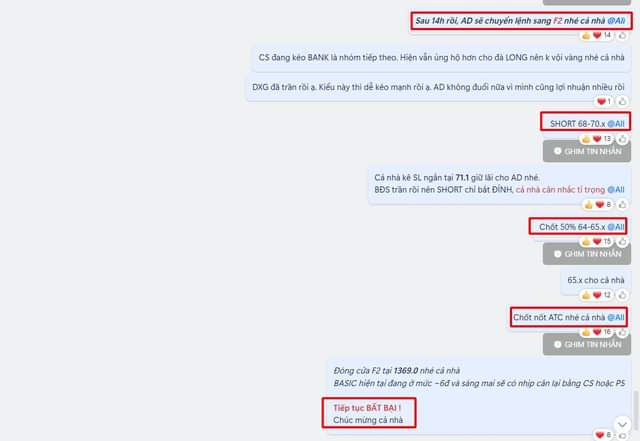 Sau 14h rồi, AD sẽ chuyển lệnh sang F2 nhé cả nhà @All
14
CS đang kéo BANK là nhóm tiếp theo. Hiện vẫn ủng hộ hơn cho đà LONG nên k vội vàng nhé cả nhà
DXG đã trần rồi ạ. Kiểu này thì dễ kéo mạnh rồi ạ. AD không đuổi nữa vì mình cũng lợi nhuận nhiều rồi
1
SHORT 68-70.x @All
13
GHIM TIN NHẮN
Cả nhà kê SL ngắn tại 71.1 giữ lãi cho AD nhé.
BĐS trần rồi nên SHORT chỉ bắt ĐỈNH, cả nhà cân nhắc tỉ trọng @All
8
Chốt 50% 64-65.x @All
15
GHIM TIN NHẮN
65.x cho cả nhà
12
Chốt nốt ATC nhé cả nhà @All
16
GHIM TIN NHẮN
Đóng cửa F2 tại 1369.0 nhé cả nhà
BASIC hiện tại đang ở mức ~6đ và sáng mai sẽ có nhịp cân lại bằng CS hoặc PS
Tiếp tục BẤT BẠI !
Chúc mừng cả nhà
8